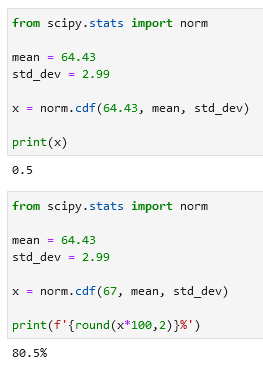 from scipy.stats import norm
mean = 64.43
std_dev = 2.99
x = norm.cdf(64.43, mean, std_dev)
print(x)
0.5
from scipy.stats import norm
mean = 64.43
std_dev = 2.99
x = norm.cdf(67, mean, std_dev)
print(f'{round(x*100,2)}%')
80.5%